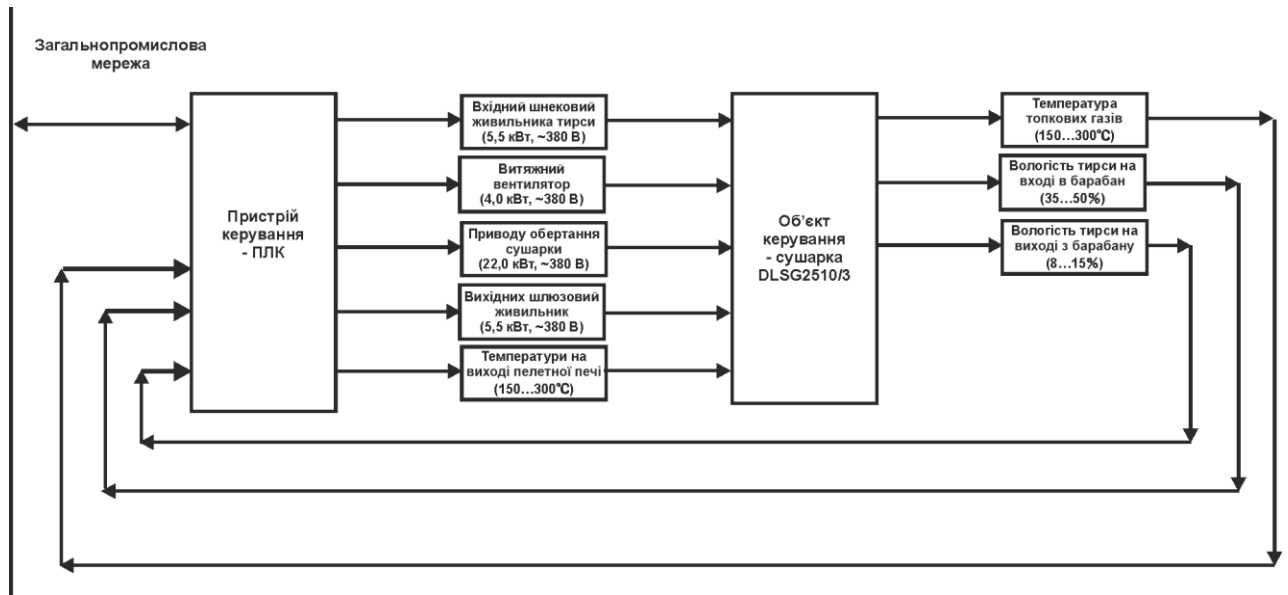 Загальнопромислова
мережа
Пристрій
керування
- ПЛК
Вхідний шнековий
живильника тирси
(5,5 кВт, ~380 В)
Витяжний
вентилятор
(4,0 кВт, ~380 В)
Приводу обертання
сушарки
(22,0 кВт, ~380 В)
Вихідних шлюзовий
живильник
(5,5 кВт, ~380 В)
Температури на
виході пелетної печі
(150...300℃)
Об'єкт
керування
- сушарка
DLSG2510/3
Температура
топкових газів
(150...300℃)
Вологість тирси на
вході в барабан
(35...50%)
Вологість тирси на
виході з барабану
(8...15%)